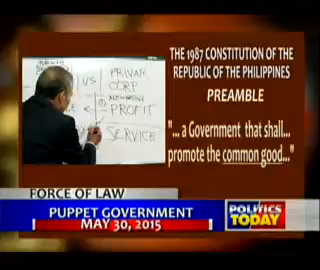 THE 1987 CONSTITUTION OF THE
REPUBLIC OF THE PHILIPPINES
PREAMBLE
"... a Government that shall...
promote the common good..."
VS
PRIVATE
CORP
PROFIT
SERVICE
FORCE OF LAW
PUPPET GOVERNMENT
MAY 30, 2015
POLITICS
TODAY